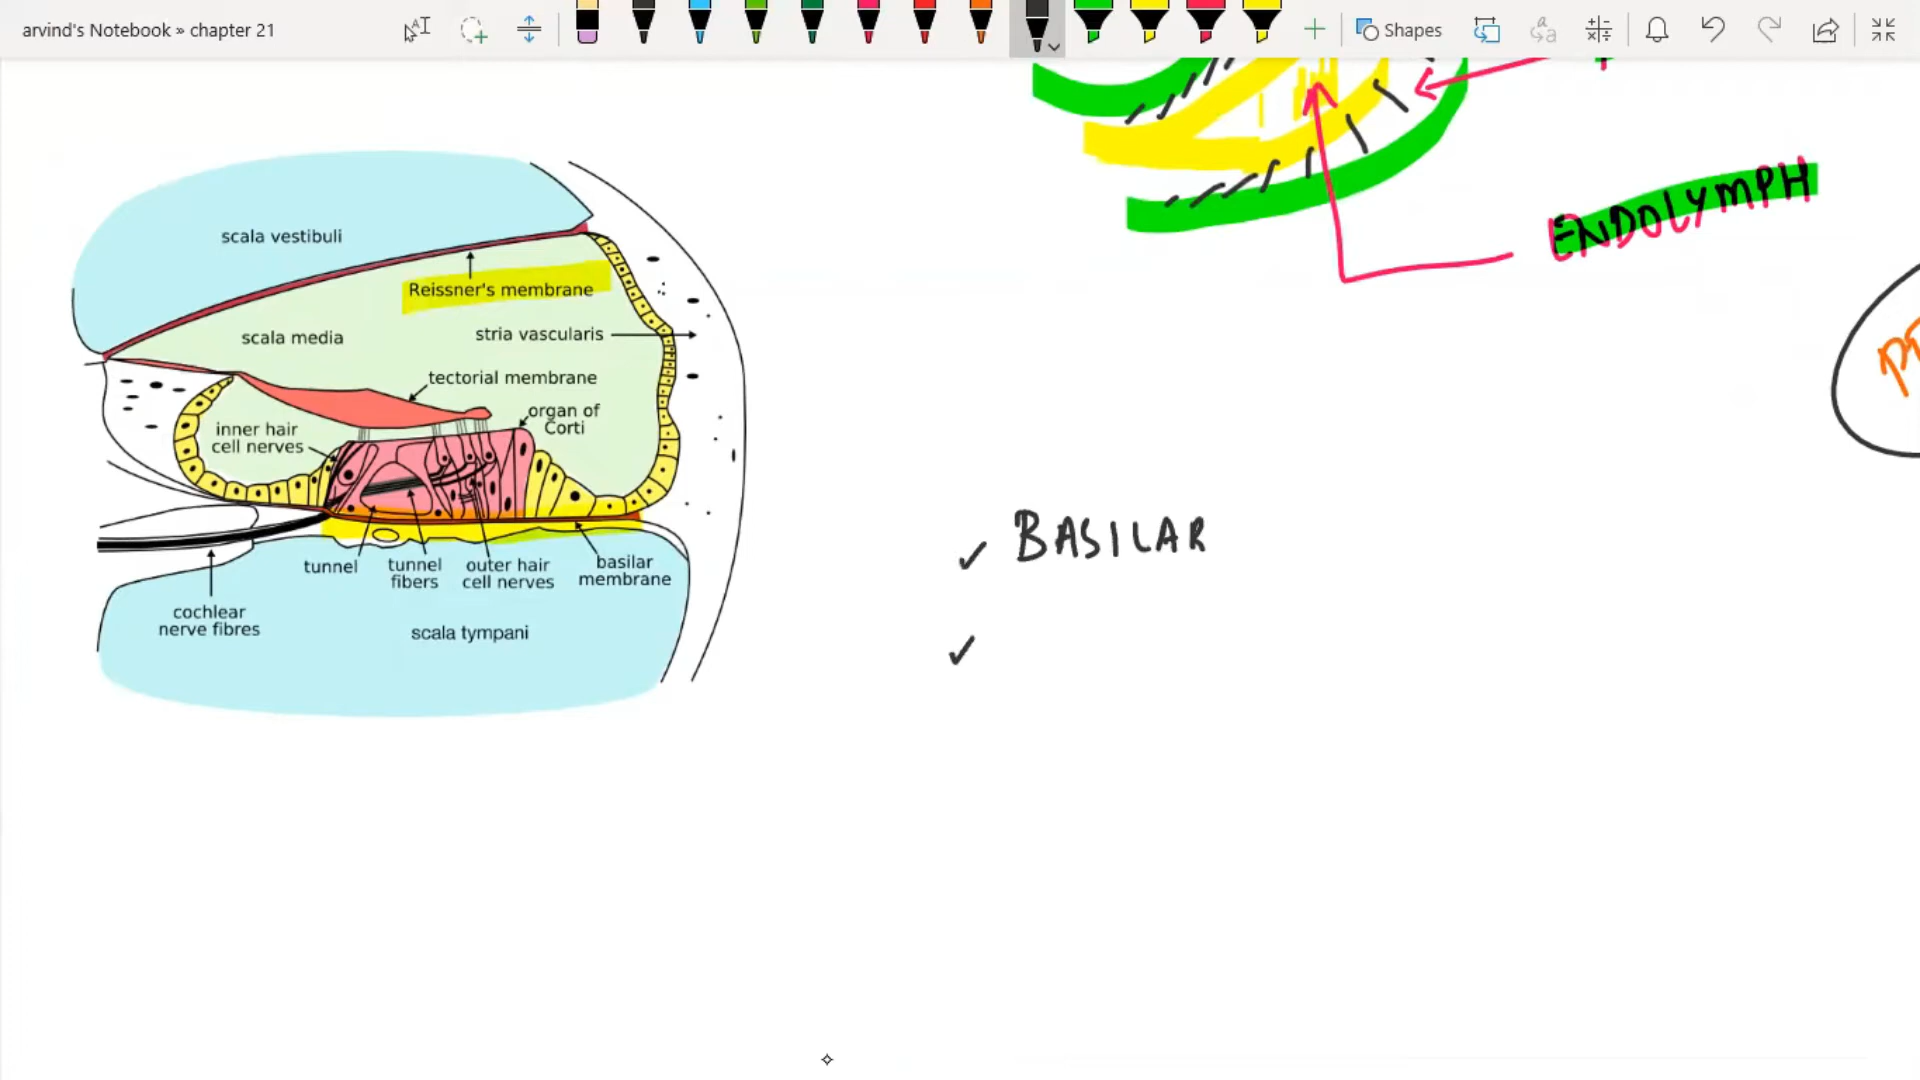 arvind's Notebook » chapter 21
Shapes
ENDOLYMPH
scala vestibuli
Reissner's membrane
scala media
stria vascularis
tectorial membrane
organ of
Corti
inner hair
cell nerves
BASILAR
tunnel
tunnel
fibers
outer hair
cell nerves
basilar
membrane
cochlear
nerve fibres
scala tympani